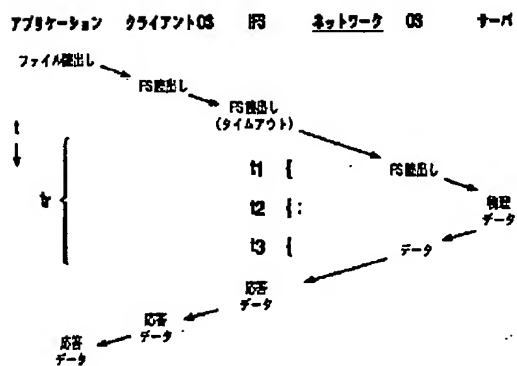 アプリケーション クライアントOS IFS ネットワーク OS サーバ
ファイル読出し
FS読出し
FS読出し
(タイムアウト)
t
t1 {
FS読出し
t2 { :
物理
データ
t3 {
データ
応答
データ
応答
データ
応答
データ